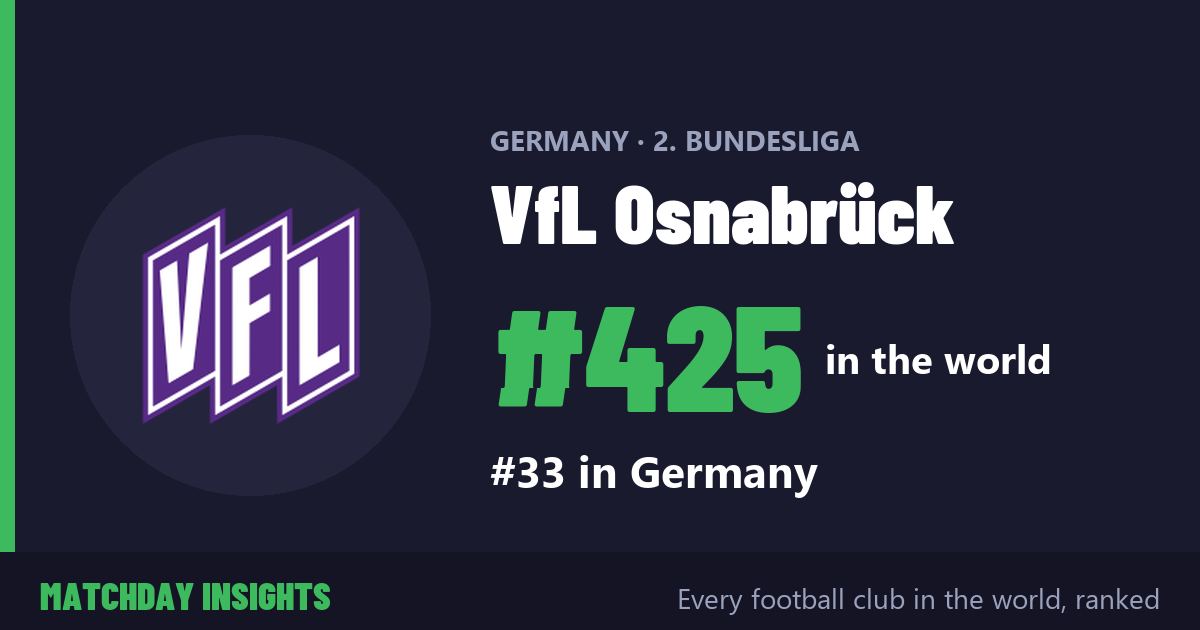 GERMANY · 2. BUNDESLIGA
VfL Osnabrück
VFL
#425 in the world
#33 in Germany
MATCHDAY INSIGHTS
Every football club in the world, ranked